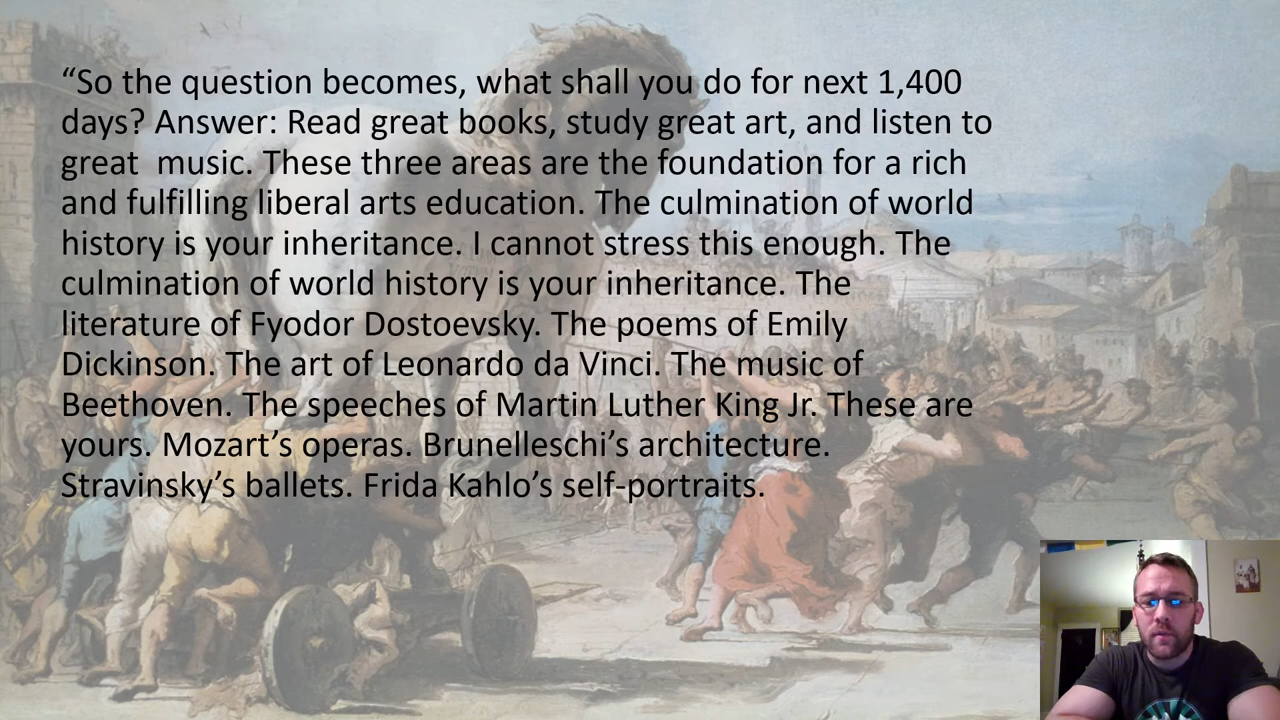 “So the question becomes, what shall you do for next 1,400
days? Answer: Read great books, study great art, and listen to
great  music. These three areas are the foundation for a rich
and fulfilling liberal arts education. The culmination of world
history is your inheritance. I cannot stress this enough. The
culmination of world history is your inheritance. The
literature of Fyodor Dostoevsky. The poems of Emily
Dickinson. The art of Leonardo da Vinci. The music of
Beethoven. The speeches of Martin Luther King Jr. These are
yours. Mozart’s operas. Brunelleschi’s architecture.
Stravinsky’s ballets. Frida Kahlo’s self-portraits.